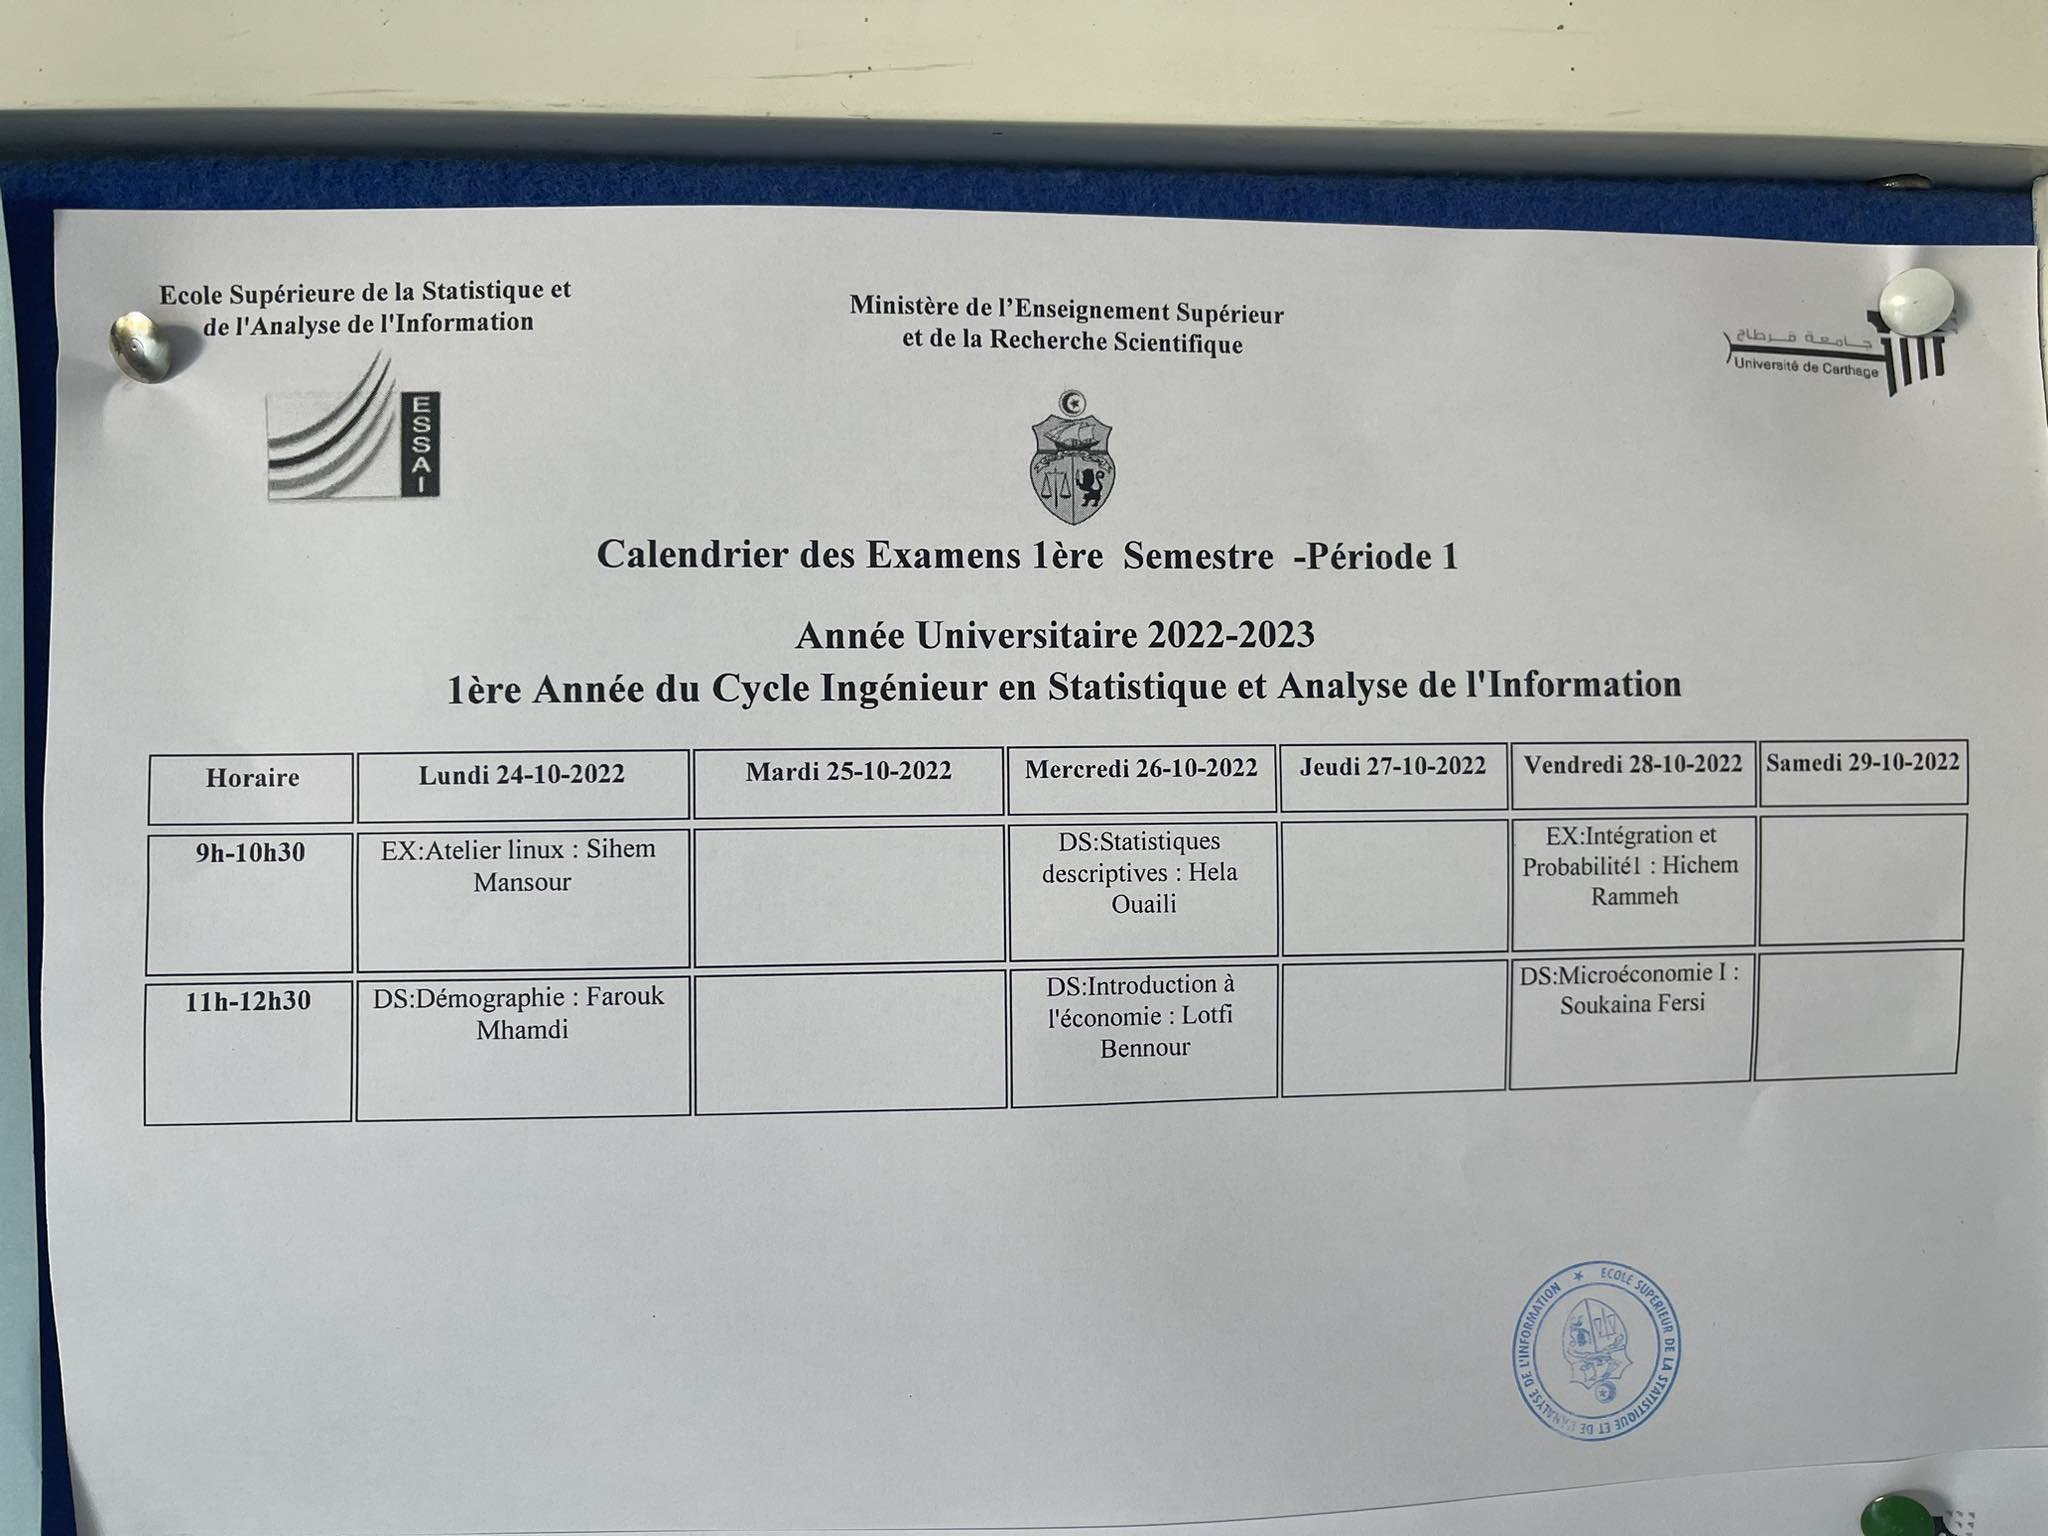 Ecole Supérieure de la Statistique et
de l'Analyse de l'Information
ESSAI
Ministère de l'Enseignement Supérieur
et de la Recherche Scientifique
جامعة قرطاج
Université de Carthage
Calendrier des Examens 1ère Semestre -Période 1
Année Universitaire 2022-2023
1ère Année du Cycle Ingénieur en Statistique et Analyse de l'Information
Horaire
Lundi 24-10-2022
Mardi 25-10-2022
Mercredi 26-10-2022
Jeudi 27-10-2022
Vendredi 28-10-2022
Samedi 29-10-2022
9h-10h30
EX:Atelier linux : Sihem
Mansour
DS:Statistiques
descriptives : Hela
Ouaili
EX:Intégration et
Probabilité1 : Hichem
Rammeh
11h-12h30
DS:Démographie : Farouk
Mhamdi
DS:Introduction à
l'économie : Lotfi
Bennour
DS:Microéconomie I :
Soukaina Fersi
ECOLE SUPERIEUR DE LA STATISTIQUE ET DE L'ANALYSE DE L'INFORMATION